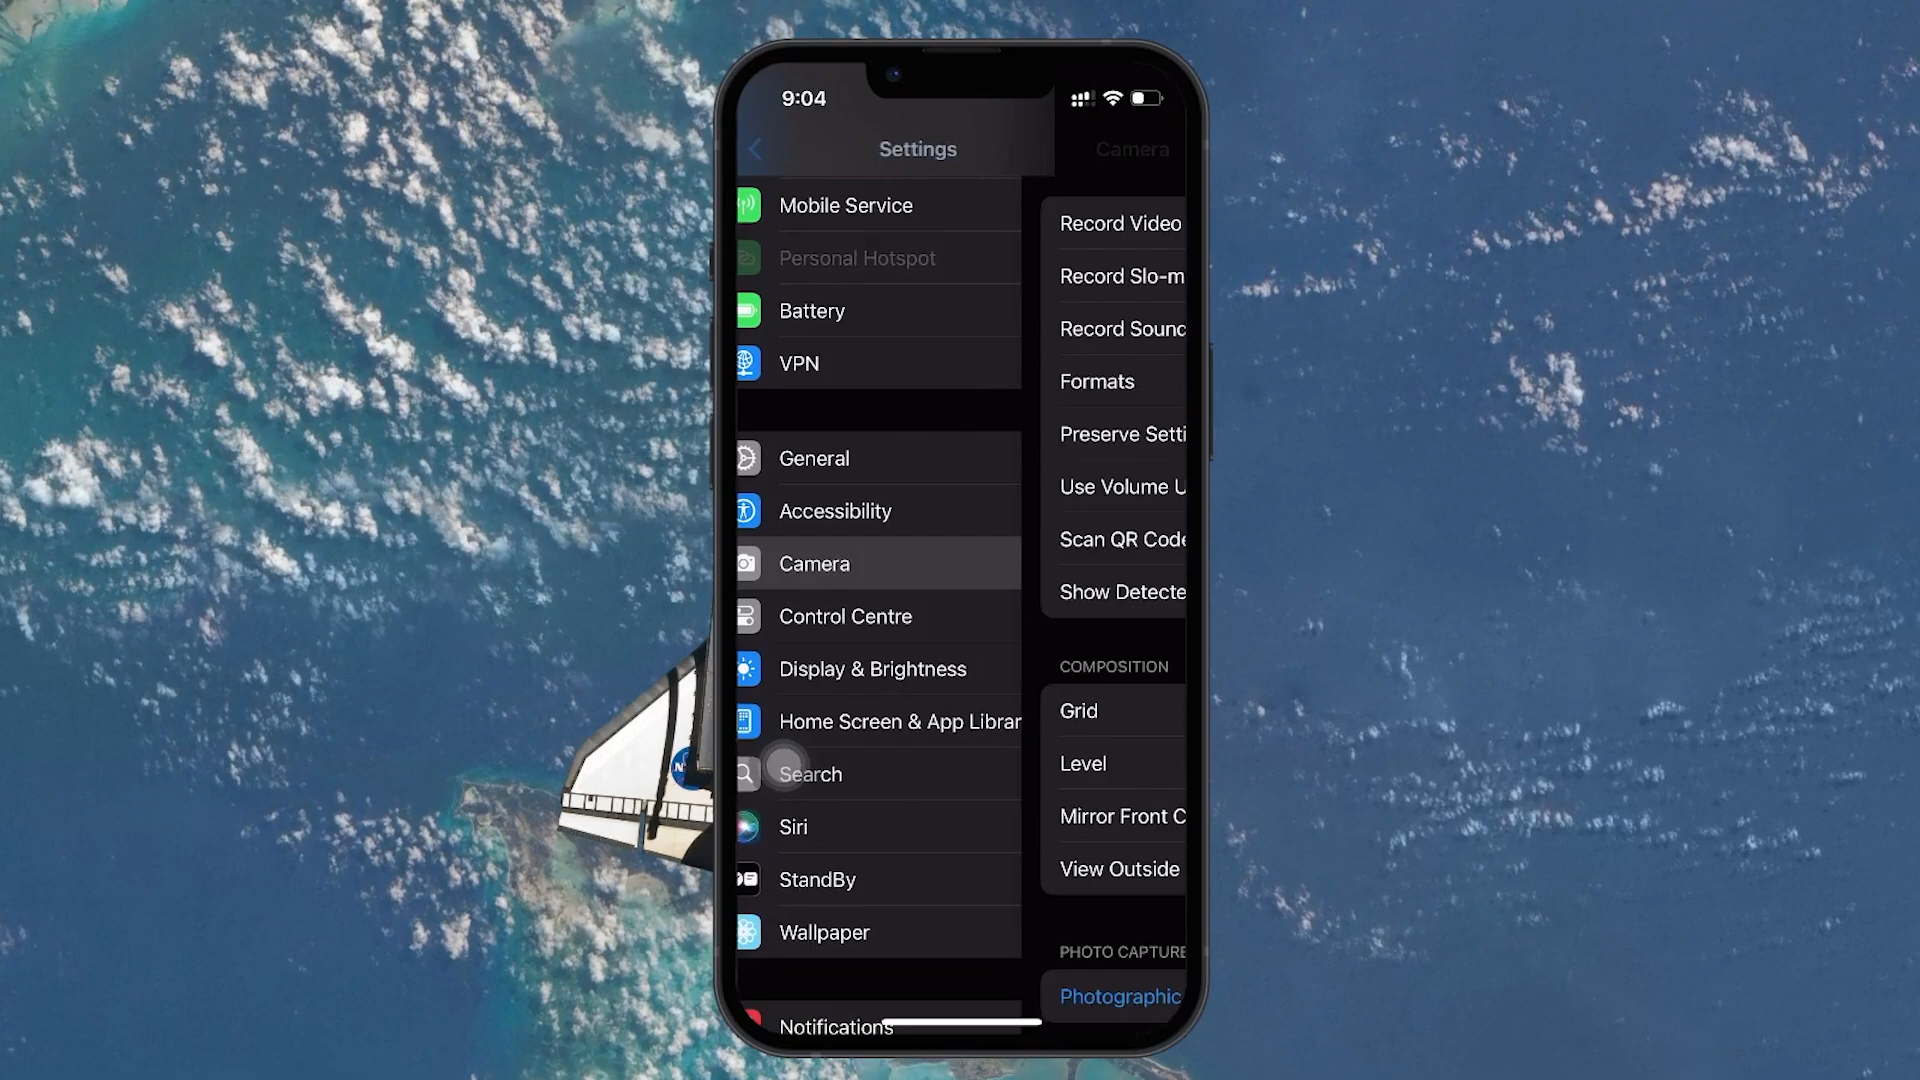 9:04
Settings
Camera
Mobile Service
Personal Hotspot
Battery
VPN
General
Accessibility
Camera
Control Centre
Display & Brightness
Home Screen & App Librar
Search
Siri
StandBy
Wallpaper
Notifications
Record Video
Record Slo-m
Record Sound
Formats
Preserve Setti
Use Volume U
Scan QR Code
Show Detecte
COMPOSITION
Grid
Level
Mirror Front C
View Outside
PHOTO CAPTURE
Photographic